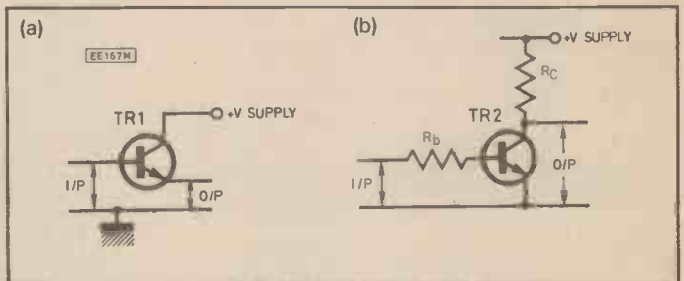 (a)
EE167M
TR1
+V SUPPLY
I/P
O/P
(b)
+V SUPPLY
RC
TR2
Rb
I/P
O/P